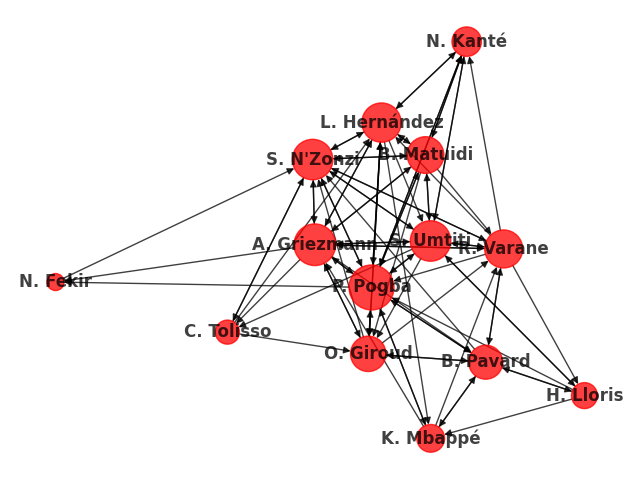 N. Kanté
L. Hernández
B. Matuidi
S. N'Zonzi
A. Griezmann
S. Umtiti
R. Varane
N. Fekir
P. Pogba
C. Tolisso
O. Giroud
B. Pavard
H. Lloris
K. Mbappé